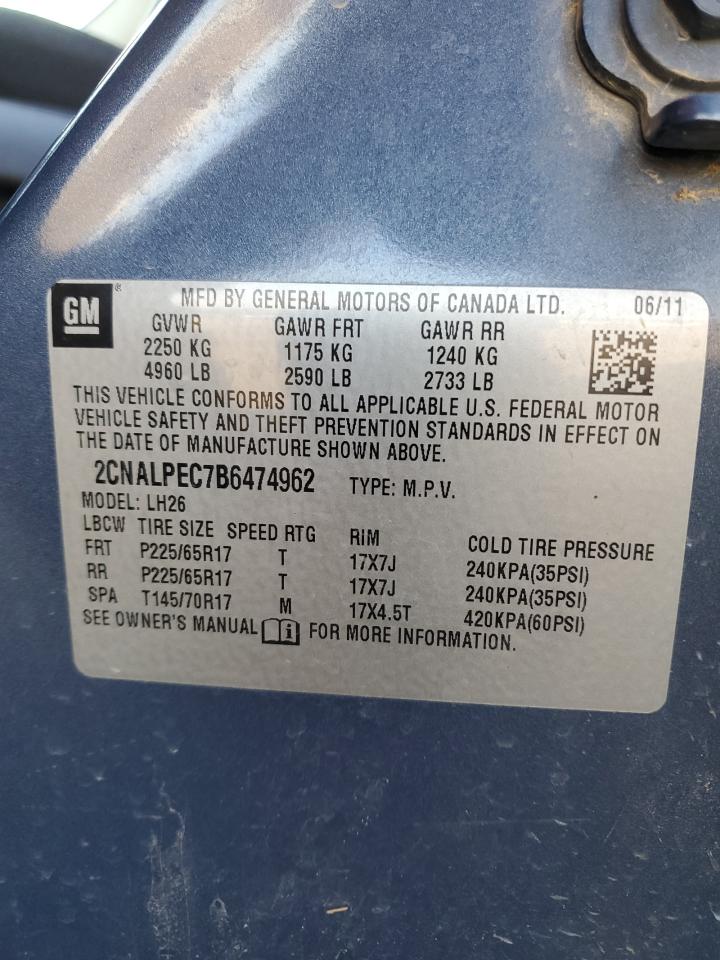 GM® MFD BY GENERAL MOTORS OF CANADA LTD. 06/11
GVWR GAWR FRT GAWR RR
2250 KG 1175 KG 1240 KG
4960 LB 2590 LB 2733 LB
THIS VEHICLE CONFORMS TO ALL APPLICABLE U.S. FEDERAL MOTOR
VEHICLE SAFETY AND THEFT PREVENTION STANDARDS IN EFFECT ON
THE DATE OF MANUFACTURE SHOWN ABOVE.
2CNALPEC7B6474962 TYPE: M.P.V.
MODEL: LH26
LBCW TIRE SIZE SPEED RTG RIM COLD TIRE PRESSURE
FRT P225/65R17 T 17X7J 240KPA(35PSI)
RR P225/65R17 T 17X7J 240KPA(35PSI)
SPA T145/70R17 M 17X4.5T 420KPA(60PSI)
SEE OWNER'S MANUAL i FOR MORE INFORMATION.